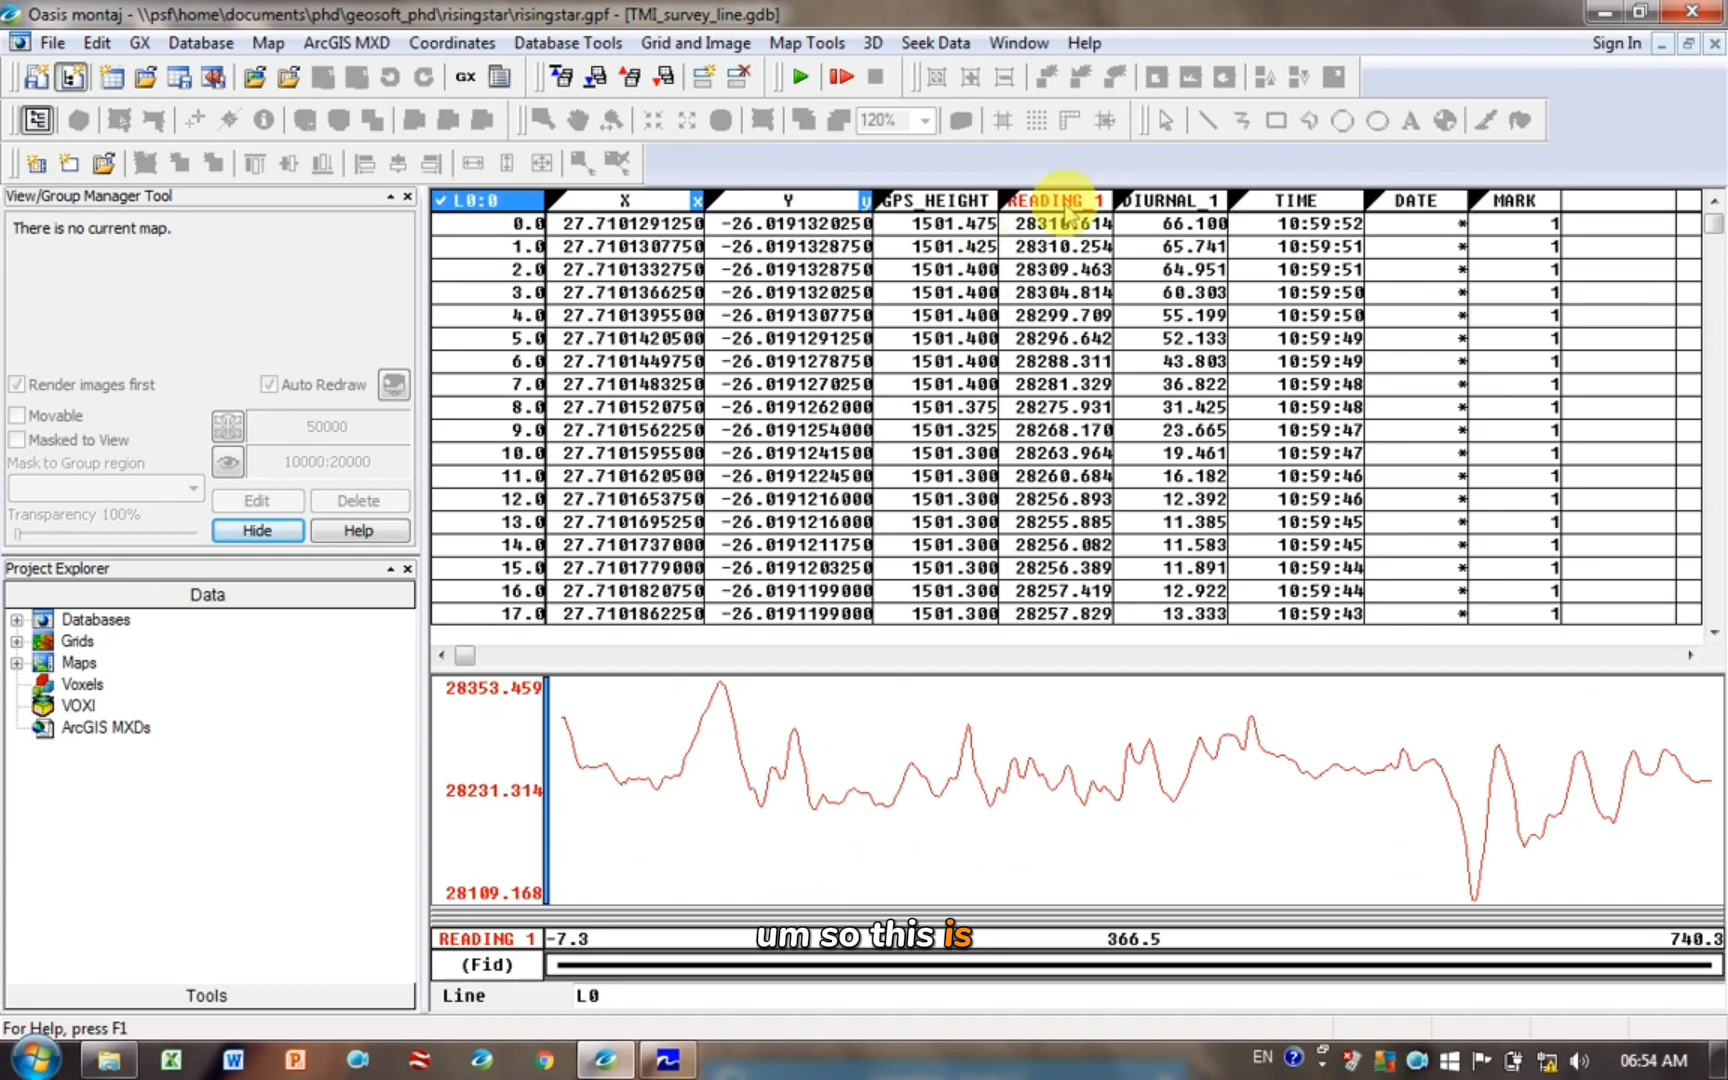 Oasis montaj - \\psf\home\documents\phd\geosoft_phd\risingstar\risingstar.gpf - [TMI_survey_line.gdb]
File Edit GX Database Map ArcGIS MXD Coordinates Database Tools Grid and Image Map Tools 3D Seek Data Window Help Sign In
GX
120%
View/Group Manager Tool
There is no current map.
Render images first Auto Redraw
Movable
Masked to View 50000
Mask to Group region 10000:20000
Edit Delete
Transparency 100%
Hide Help
Project Explorer
Data
Databases
Grids
Maps
Voxels
VOXI
ArcGIS MXDs
Tools
L0:0 X x Y y GPS_HEIGHT READING_1 DIURNAL_1 TIME DATE MARK
0.0 27.7101291250 -26.0191320250 1501.475 28310.614 66.100 10:59:52 * 1
1.0 27.7101307750 -26.0191328750 1501.425 28310.254 65.741 10:59:51 * 1
2.0 27.7101332750 -26.0191328750 1501.400 28309.463 64.951 10:59:51 * 1
3.0 27.7101366250 -26.0191320250 1501.400 28304.814 60.303 10:59:50 * 1
4.0 27.7101395500 -26.0191307750 1501.400 28299.709 55.199 10:59:50 * 1
5.0 27.7101420500 -26.0191291250 1501.400 28296.642 52.133 10:59:49 * 1
6.0 27.7101449750 -26.0191278750 1501.400 28288.311 43.803 10:59:49 * 1
7.0 27.7101483250 -26.0191270250 1501.400 28281.329 36.822 10:59:48 * 1
8.0 27.7101520750 -26.0191262000 1501.375 28275.931 31.425 10:59:48 * 1
9.0 27.7101562250 -26.0191254000 1501.325 28268.170 23.665 10:59:47 * 1
10.0 27.7101595500 -26.0191241500 1501.300 28263.964 19.461 10:59:47 * 1
11.0 27.7101620500 -26.0191224500 1501.300 28260.684 16.182 10:59:46 * 1
12.0 27.7101653750 -26.0191216000 1501.300 28256.893 12.392 10:59:46 * 1
13.0 27.7101695250 -26.0191216000 1501.300 28255.885 11.385 10:59:45 * 1
14.0 27.7101737000 -26.0191211750 1501.300 28256.082 11.583 10:59:45 * 1
15.0 27.7101779000 -26.0191203250 1501.300 28256.389 11.891 10:59:44 * 1
16.0 27.7101820750 -26.0191199000 1501.300 28257.419 12.922 10:59:44 * 1
17.0 27.7101862250 -26.0191199000 1501.300 28257.829 13.333 10:59:43 * 1
28353.459
28231.314
28109.168
um so this is
READING 1 -7.3 366.5 740.3
(Fid)
Line L0
For Help, press F1
EN 06:54 AM